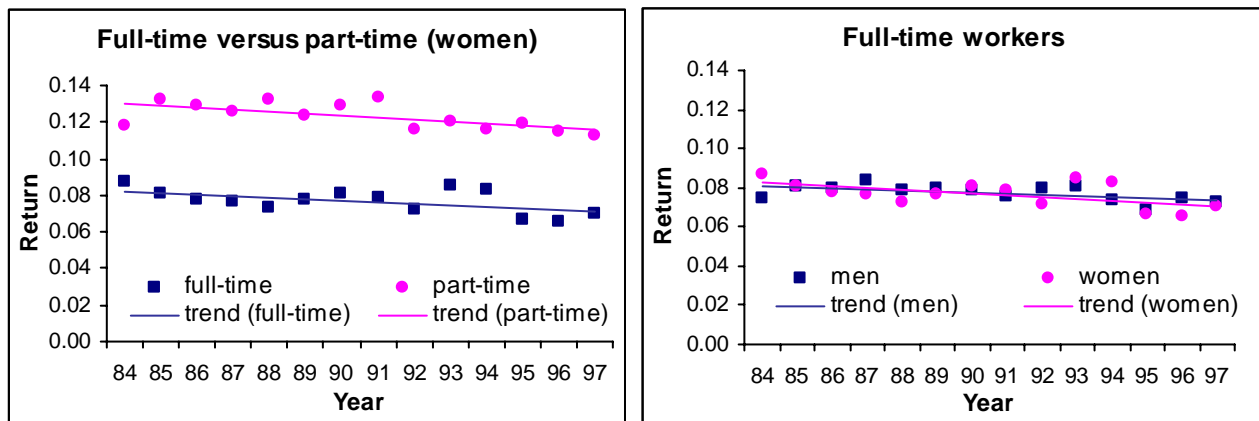 Full-time versus part-time (women)
0.14
0.12
0.10
0.08
0.06
0.04
0.02
0.00
Return
full-time part-time
trend (full-time) trend (part-time)
84 85 86 87 88 89 90 91 92 93 94 95 96 97
Year
Full-time workers
0.14
0.12
0.10
0.08
0.06
0.04
0.02
0.00
Return
men women
trend (men) trend (women)
84 85 86 87 88 89 90 91 92 93 94 95 96 97
Year